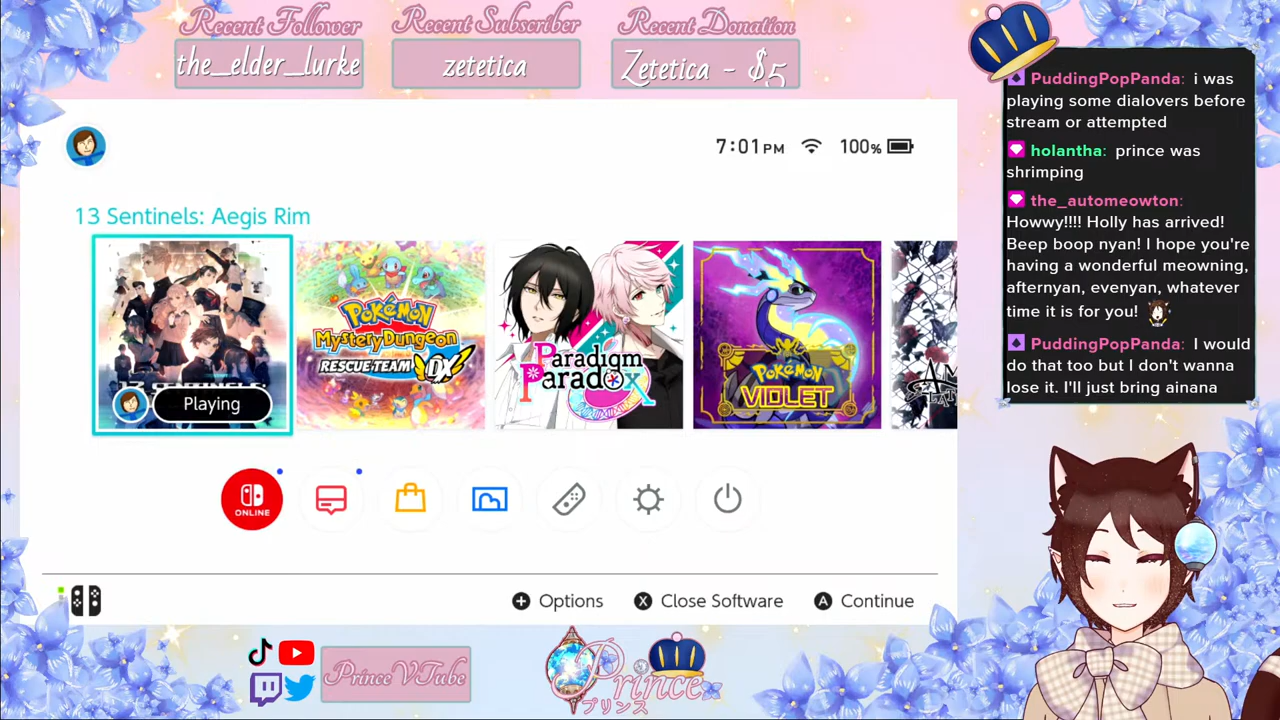 Recent Follower
the_elder_lurke
Recent Subscriber
zetetica
Recent Donation
Zetetica - $5
7:01 PM
100%
13 Sentinels: Aegis Rim
Playing
Pokémon
Mystery Dungeon
RESCUE TEAM DX
Paradigm
Paradox
POKÉMON
VIOLET
ONLINE
+ Options
X Close Software
A Continue
Prince VTube
Prince
プリンス
PuddingPopPanda: i was
playing some dialovers before
stream or attempted
holantha: prince was
shrimping
the_automeowton:
Howwy!!!! Holly has arrived!
Beep boop nyan! I hope you're
having a wonderful meowning,
afternyan, evenyan, whatever
time it is for you!
PuddingPopPanda: I would
do that too but I don't wanna
lose it. I'll just bring ainana